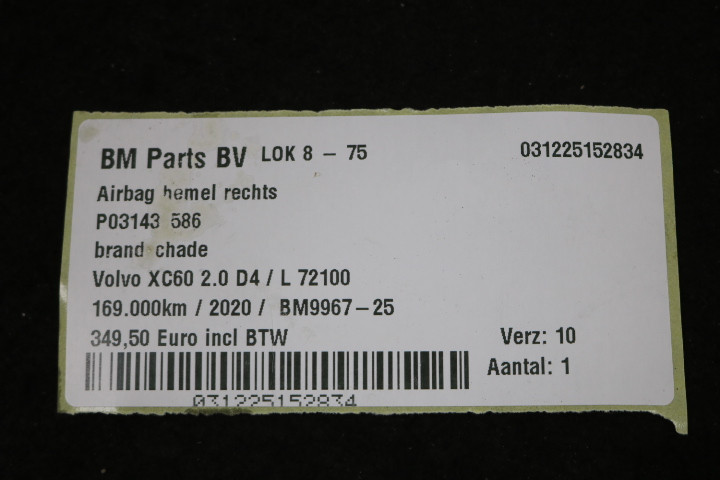 BM Parts BV LOK 8 - 75 031225152834
Airbag hemel rechts
P03143 586
brand chade
Volvo XC60 2.0 D4 / L 72100
169.000km / 2020 / BM9967-25
349,50 Euro incl BTW Verz: 10
Aantal: 1
031225152834